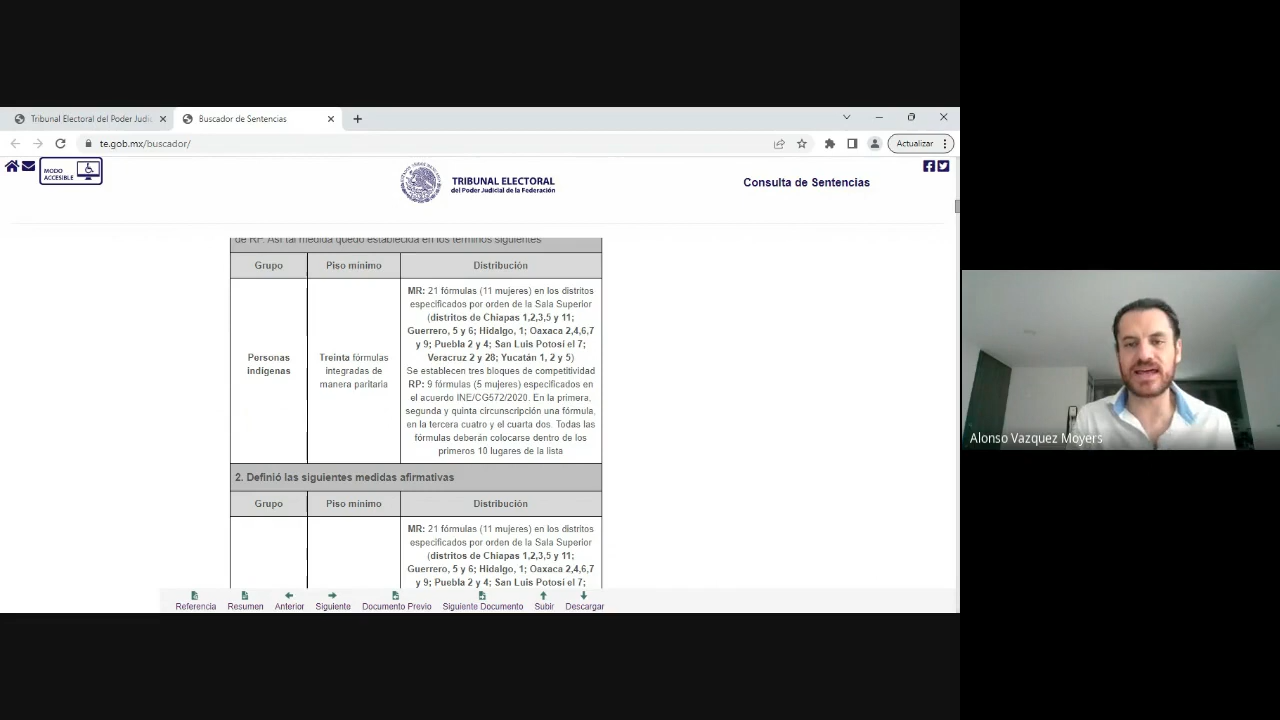 Tribunal Electoral del Poder Judic
Buscador de Sentencias
te.gob.mx/buscador/
Actualizar
MODO
ACCESIBLE
TRIBUNAL ELECTORAL
del Poder Judicial de la Federación
Consulta de Sentencias
de RP. Así tal medida quedó establecida en los términos siguientes
Grupo
Piso mínimo
Distribución
Personas
indígenas
Treinta fórmulas
integradas de
manera paritaria
MR: 21 fórmulas (11 mujeres) en los distritos
especificados por orden de la Sala Superior
(distritos de Chiapas 1,2,3,5 y 11;
Guerrero, 5 y 6; Hidalgo, 1; Oaxaca 2,4,6,7
y 9; Puebla 2 y 4; San Luis Potosí el 7;
Veracruz 2 y 28; Yucatán 1, 2 y 5)
Se establecen tres bloques de competitividad
RP: 9 fórmulas (5 mujeres) especificados en
el acuerdo INE/CG572/2020. En la primera,
segunda y quinta circunscripción una fórmula,
en la tercera cuatro y el cuarta dos. Todas las
fórmulas deberán colocarse dentro de los
primeros 10 lugares de la lista
2. Definió las siguientes medidas afirmativas
Grupo
Piso mínimo
Distribución
MR: 21 fórmulas (11 mujeres) en los distritos
especificados por orden de la Sala Superior
(distritos de Chiapas 1,2,3,5 y 11;
Guerrero, 5 y 6; Hidalgo, 1; Oaxaca 2,4,6,7
y 9; Puebla 2 y 4; San Luis Potosí el 7;
Referencia
Resumen
Anterior
Siguiente
Documento Previo
Siguiente Documento
Subir
Descargar
Alonso Vazquez Moyers